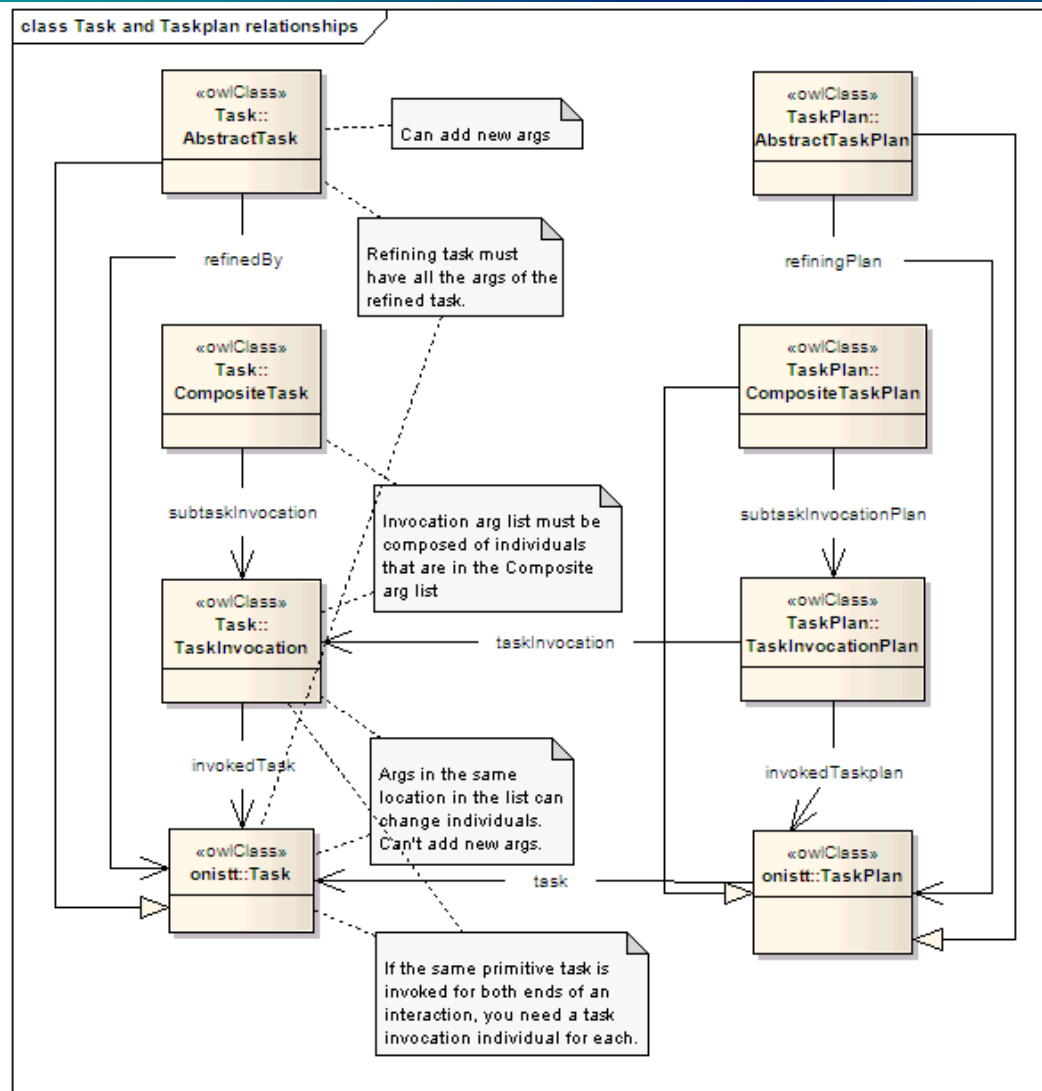 class Task and Taskplan relationships
«owlClass»
Task::
AbstractTask
Can add new args
«owlClass»
TaskPlan::
AbstractTaskPlan
refinedBy
Refining task must
have all the args of the
refined task.
refiningPlan
«owlClass»
Task::
CompositeTask
«owlClass»
TaskPlan::
CompositeTaskPlan
subtaskInvocation
Invocation arg list must be
composed of individuals
that are in the Composite
arg list
subtaskInvocationPlan
«owlClass»
Task::
TaskInvocation
taskInvocation
«owlClass»
TaskPlan::
TaskInvocationPlan
invokedTask
Args in the same
location in the list can
change individuals.
Can't add new args.
invokedTaskplan
«owlClass»
onistt::Task
task
«owlClass»
onistt::TaskPlan
If the same primitive task is
invoked for both ends of an
interaction, you need a task
invocation individual for each.